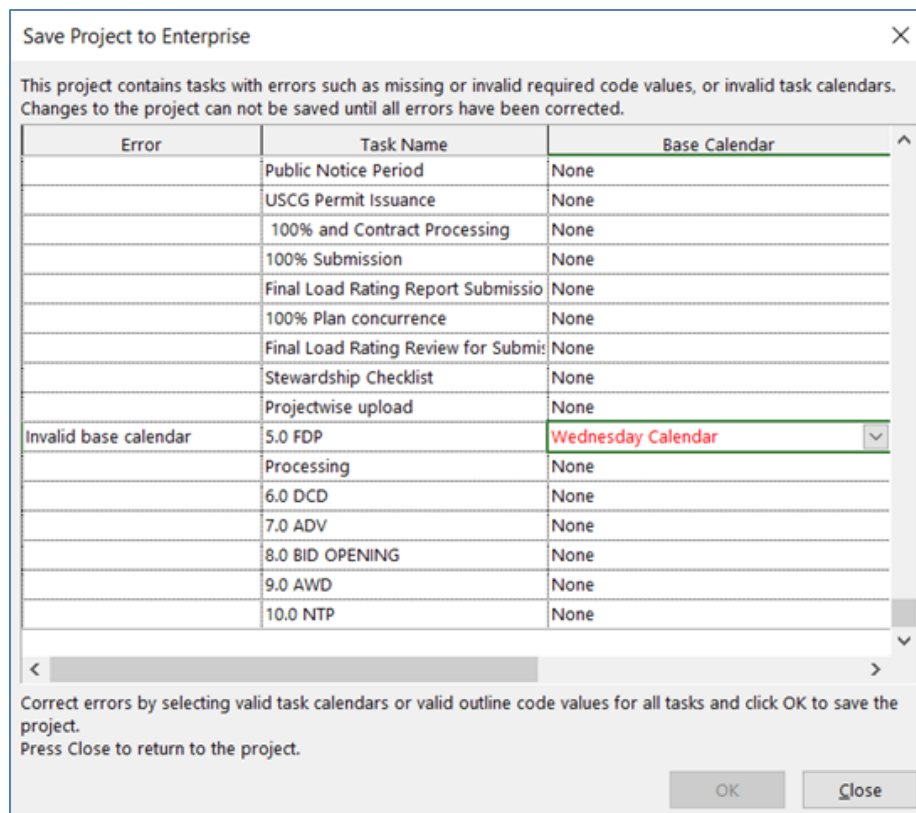 Save Project to Enterprise
This project contains tasks with errors such as missing or invalid required code values, or invalid task calendars.
Changes to the project can not be saved until all errors have been corrected.
Error Task Name Base Calendar
Public Notice Period None
USCG Permit Issuance None
100% and Contract Processing None
100% Submission None
Final Load Rating Report Submissio None
100% Plan concurrence None
Final Load Rating Review for Submi None
Stewardship Checklist None
Projectwise upload None
Invalid base calendar 5.0 FDP Wednesday Calendar
Processing None
6.0 DCD None
7.0 ADV None
8.0 BID OPENING None
9.0 AWD None
10.0 NTP None
Correct errors by selecting valid task calendars or valid outline code values for all tasks and click OK to save the
project.
Press Close to return to the project.
OK Close